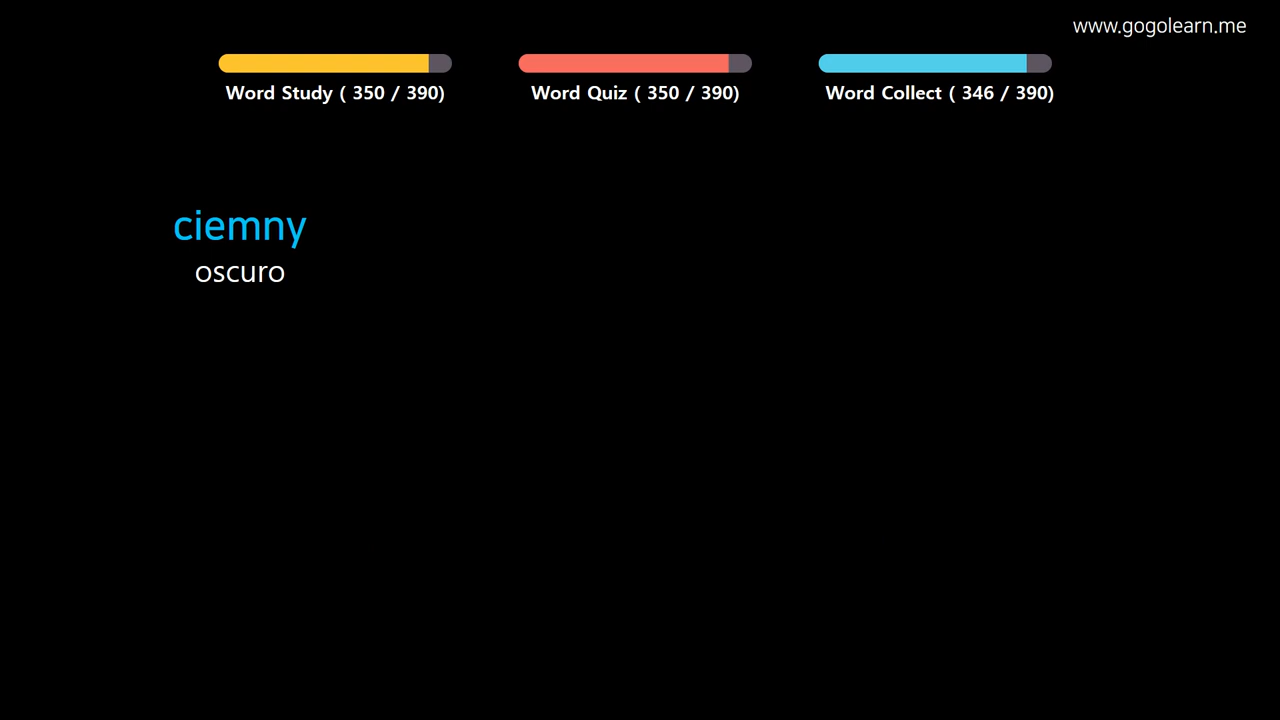 www.gogolearn.me
Word Study ( 350 / 390)
Word Quiz ( 350 / 390)
Word Collect ( 346 / 390)
ciemny
oscuro